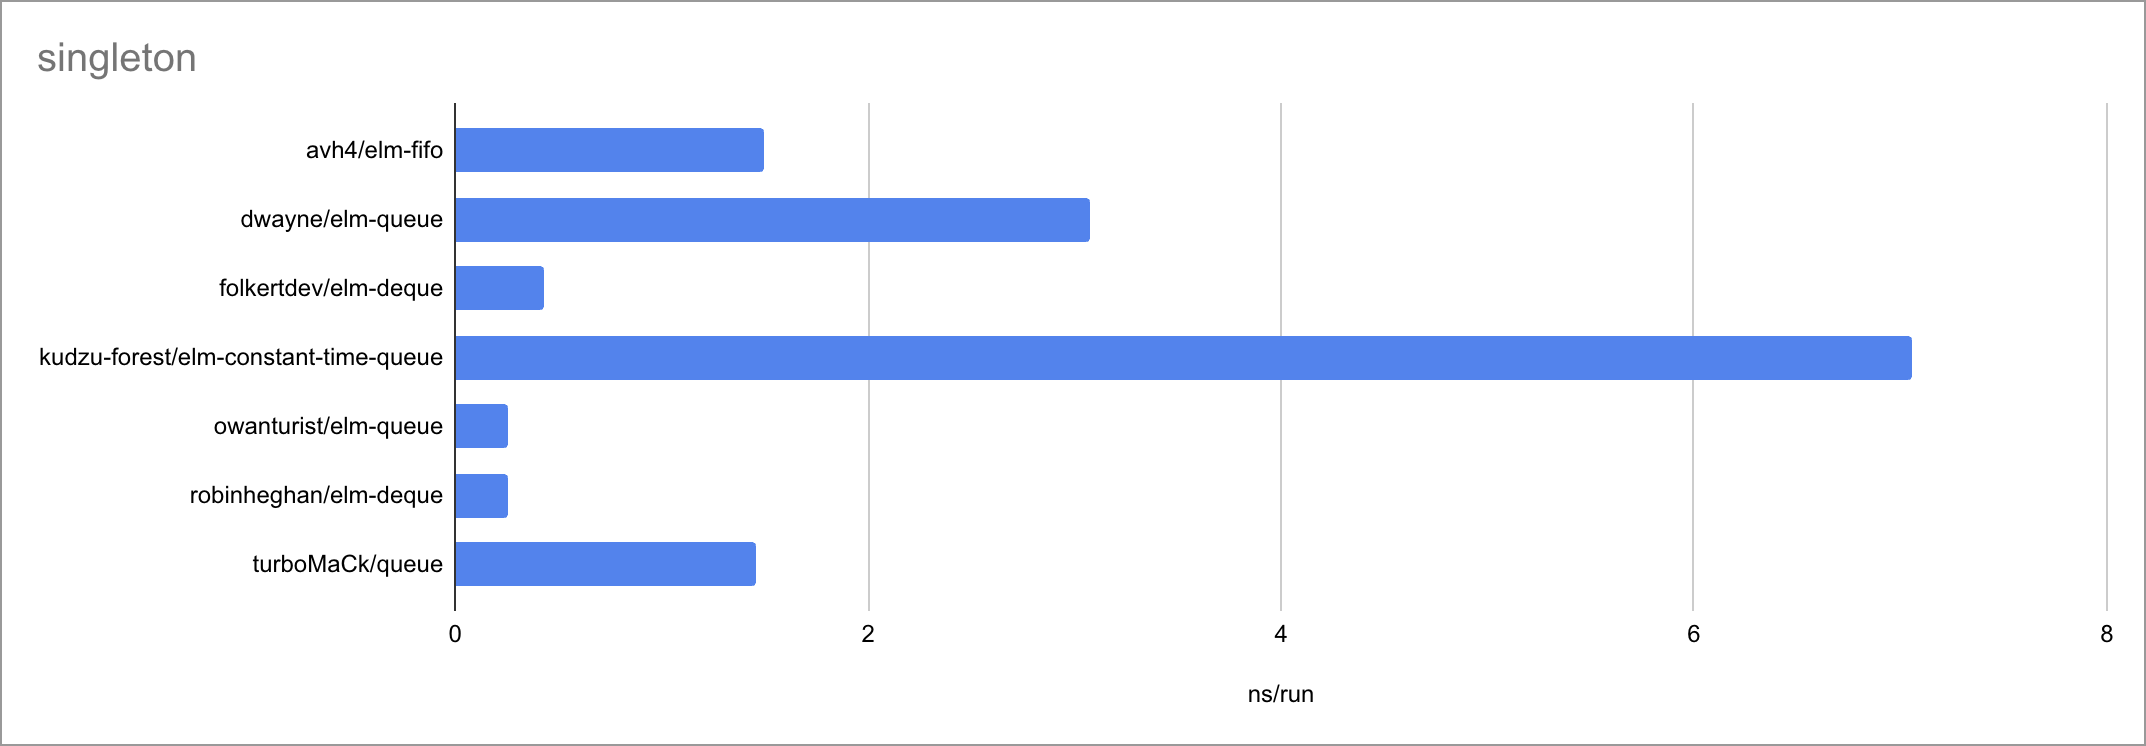 singleton
avh4/elm-fifo
dwayne/elm-queue
folkertdev/elm-deque
kudzu-forest/elm-constant-time-queue
owanturist/elm-queue
robinheghan/elm-deque
turboMaCk/queue
0 2 4 6 8
ns/run